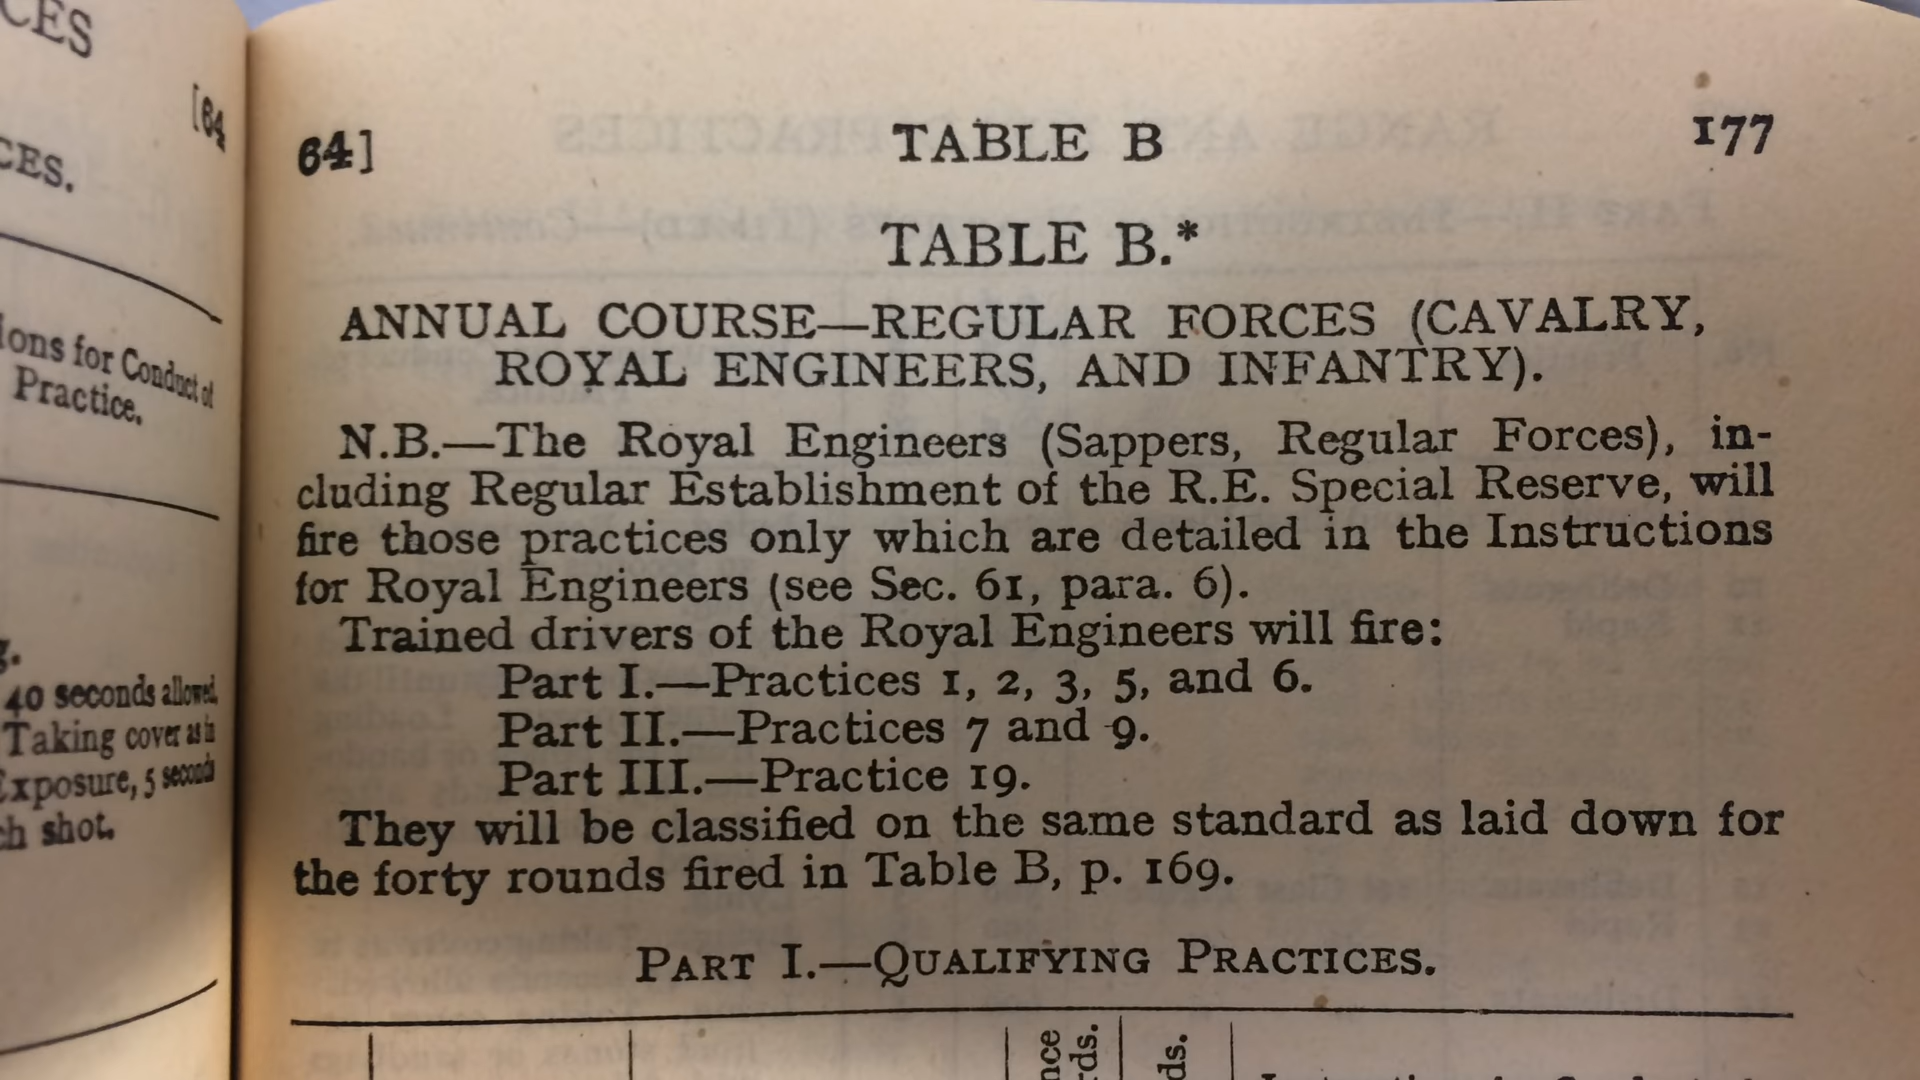 CES
[64
CES.
ions for Conduct of
Practice.
40 seconds allowed.
Taking cover as in
Exposure, 5 seconds
ch shot.
64] TABLE B 177
TABLE B.*
ANNUAL COURSE—REGULAR FORCES (CAVALRY,
ROYAL ENGINEERS, AND INFANTRY).
N.B.—The Royal Engineers (Sappers, Regular Forces), in-
cluding Regular Establishment of the R.E. Special Reserve, will
fire those practices only which are detailed in the Instructions
for Royal Engineers (see Sec. 61, para. 6).
Trained drivers of the Royal Engineers will fire:
Part I.—Practices 1, 2, 3, 5, and 6.
Part II.—Practices 7 and 9.
Part III.—Practice 19.
They will be classified on the same standard as laid down for
the forty rounds fired in Table B, p. 169.
PART I.—QUALIFYING PRACTICES.